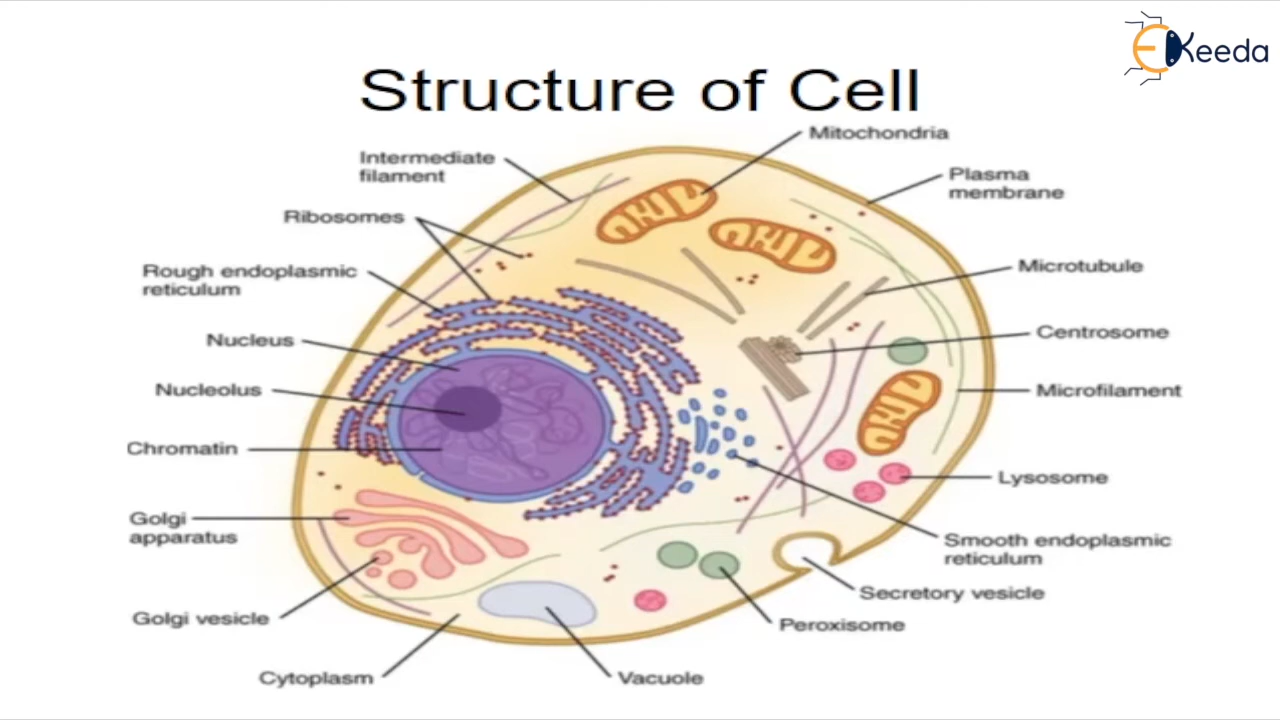 EKeeda
Structure of Cell
Mitochondria
Intermediate
filament
Plasma
membrane
Ribosomes
Microtubule
Rough endoplasmic
reticulum
Centrosome
Nucleus
Nucleolus
Microfilament
Chromatin
Lysosome
Golgi
apparatus
Smooth endoplasmic
reticulum
Secretory vesicle
Golgi vesicle
Peroxisome
Cytoplasm
Vacuole